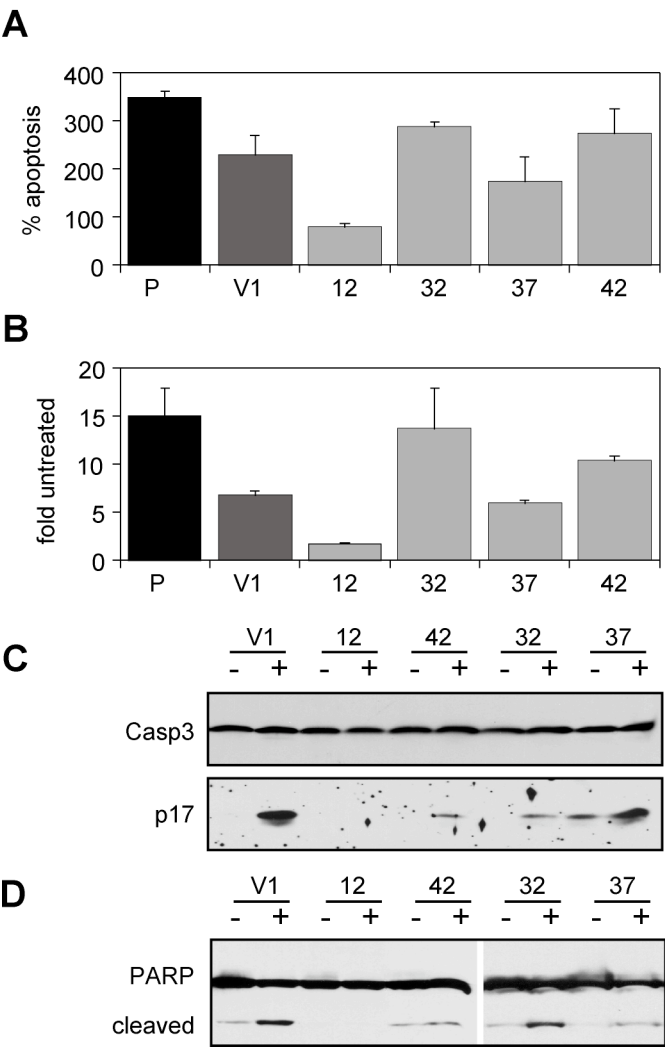 A
% apoptosis
400
300
200
100
0
P V1 12 32 37 42
B
fold untreated
20
15
10
5
0
P V1 12 32 37 42
C
V1 12 42 32 37
- + - + - + - + - +
Casp3
p17
D
V1 12 42 32 37
- + - + - + - + - +
PARP
cleaved